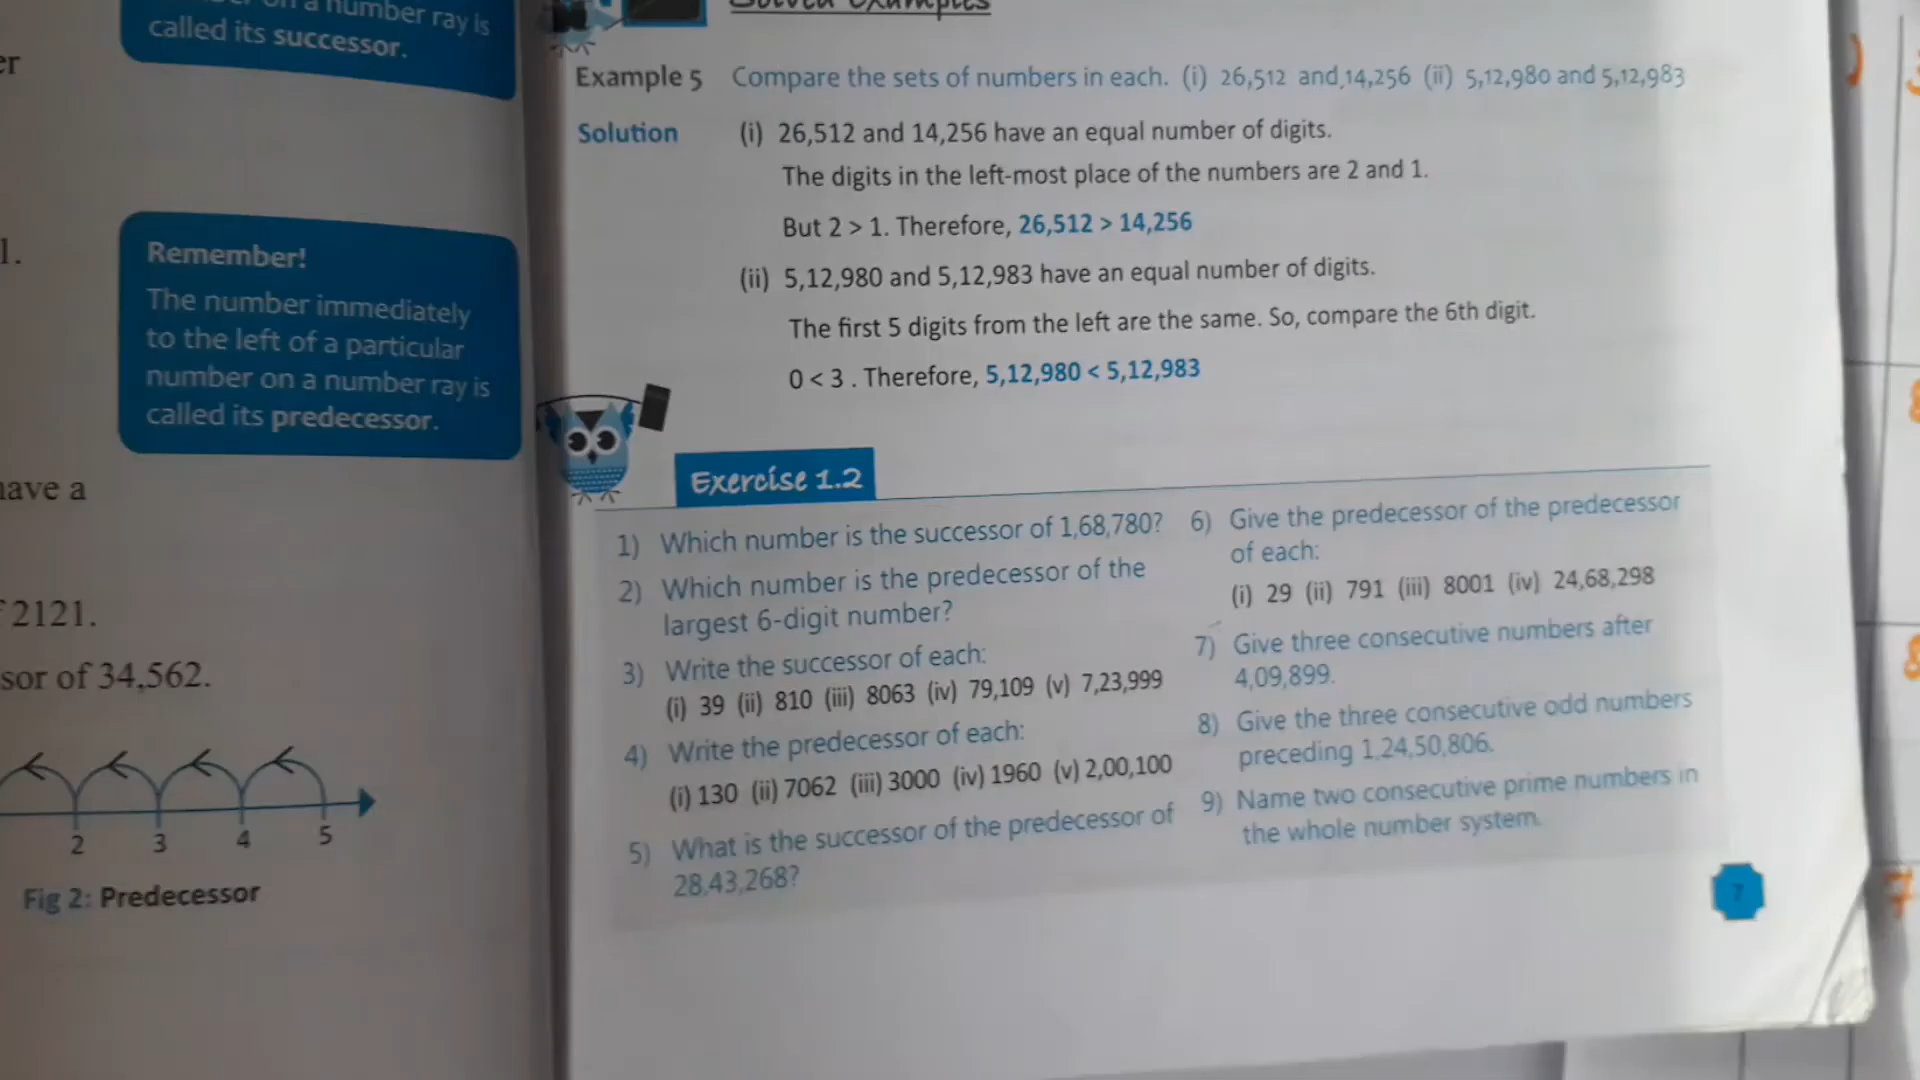 a number ray is
called its successor.
er
1.
Remember!
The number immediately
to the left of a particular
number on a number ray is
called its predecessor.
have a
2121.
sor of 34,562.
2 3 4 5
Fig 2: Predecessor
Solved Examples
Example 5 Compare the sets of numbers in each. (i) 26,512 and 14,256 (ii) 5,12,980 and 5,12,983
Solution (i) 26,512 and 14,256 have an equal number of digits.
The digits in the left-most place of the numbers are 2 and 1.
But 2 > 1. Therefore, 26,512 > 14,256
(ii) 5,12,980 and 5,12,983 have an equal number of digits.
The first 5 digits from the left are the same. So, compare the 6th digit.
0 < 3 . Therefore, 5,12,980 < 5,12,983
Exercise 1.2
1) Which number is the successor of 1,68,780?
2) Which number is the predecessor of the
largest 6-digit number?
3) Write the successor of each:
(i) 39 (ii) 810 (iii) 8063 (iv) 79,109 (v) 7,23,999
4) Write the predecessor of each:
(i) 130 (ii) 7062 (iii) 3000 (iv) 1960 (v) 2,00,100
5) What is the successor of the predecessor of
28,43,268?
6) Give the predecessor of the predecessor
of each:
(i) 29 (ii) 791 (iii) 8001 (iv) 24,68,298
7) Give three consecutive numbers after
4,09,899.
8) Give the three consecutive odd numbers
preceding 1,24,50,806.
9) Name two consecutive prime numbers in
the whole number system.
7
7